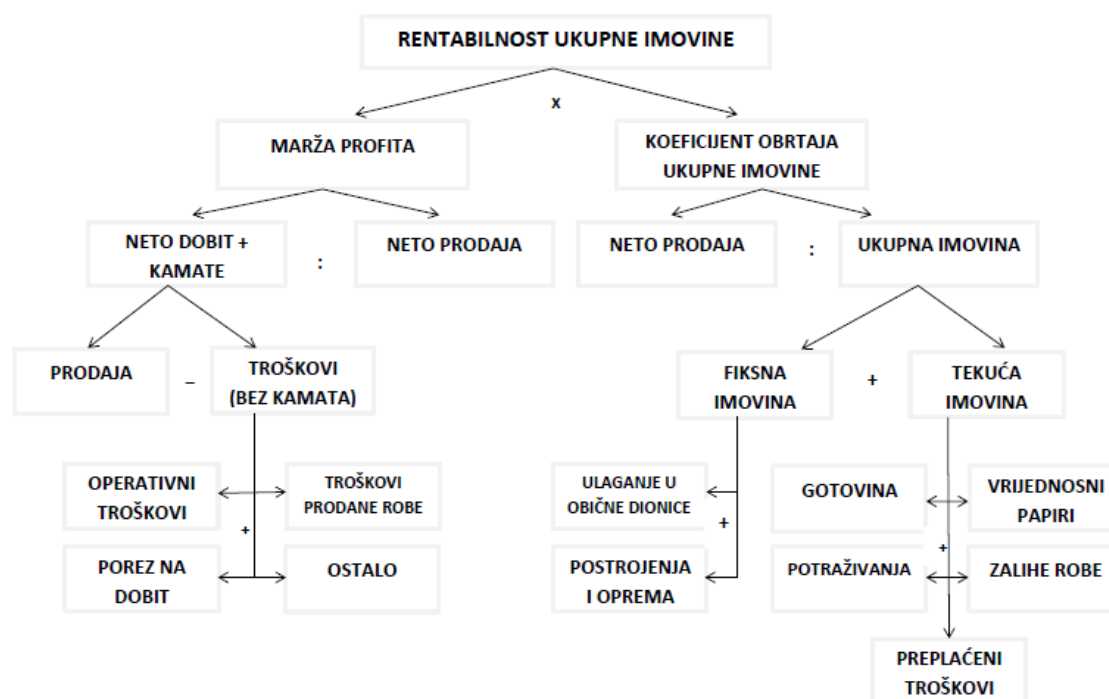 RENTABILNOST UKUPNE IMOVINE
x
MARŽA PROFITA
KOEFICIJENT OBRTAJA
UKUPNE IMOVINE
NETO DOBIT +
KAMATE
:
NETO PRODAJA
NETO PRODAJA
:
UKUPNA IMOVINA
PRODAJA
–
TROŠKOVI
(BEZ KAMATA)
FIKSNA
IMOVINA
+
TEKUĆA
IMOVINA
OPERATIVNI
TROŠKOVI
TROŠKOVI
PRODANE ROBE
+
POREZ NA
DOBIT
OSTALO
ULAGANJE U
OBIČNE DIONICE
+
POSTROJENJA
I OPREMA
GOTOVINA
VRIJEDNOSNI
PAPIRI
+
POTRAŽIVANJA
ZALIHE ROBE
PREPLAĆENI
TROŠKOVI